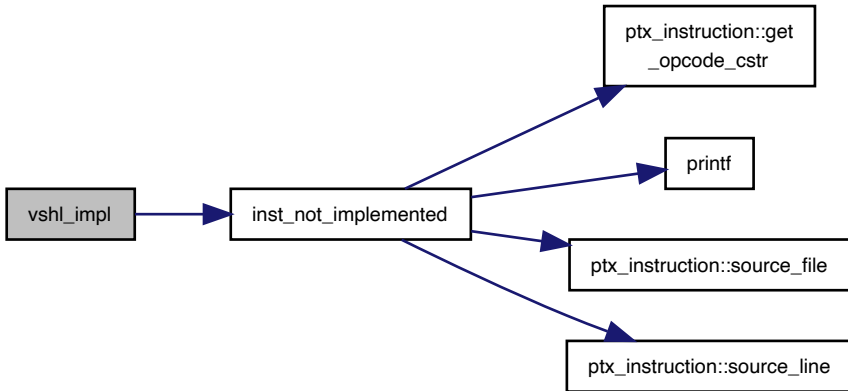 vshl_impl
inst_not_implemented
ptx_instruction::get
_opcode_cstr
printf
ptx_instruction::source_file
ptx_instruction::source_line